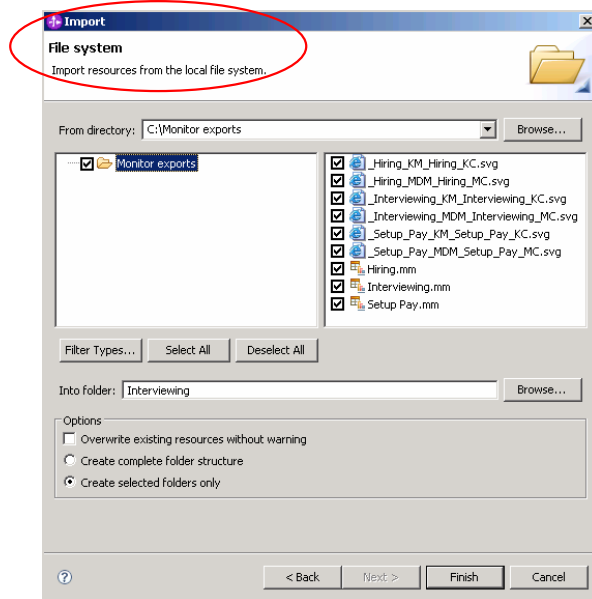 Import
File system
Import resources from the local file system.
From directory: C:\Monitor exports Browse...
Monitor exports
_Hiring_KM_Hiring_KC.svg
_Hiring_MDM_Hiring_MC.svg
_Interviewing_KM_Interviewing_KC.svg
_Interviewing_MDM_Interviewing_MC.svg
_Setup_Pay_KM_Setup_Pay_KC.svg
_Setup_Pay_MDM_Setup_Pay_MC.svg
Hiring.mm
Interviewing.mm
Setup Pay.mm
Filter Types... Select All Deselect All
Into folder: Interviewing Browse...
Options
Overwrite existing resources without warning
Create complete folder structure
Create selected folders only
? < Back Next > Finish Cancel